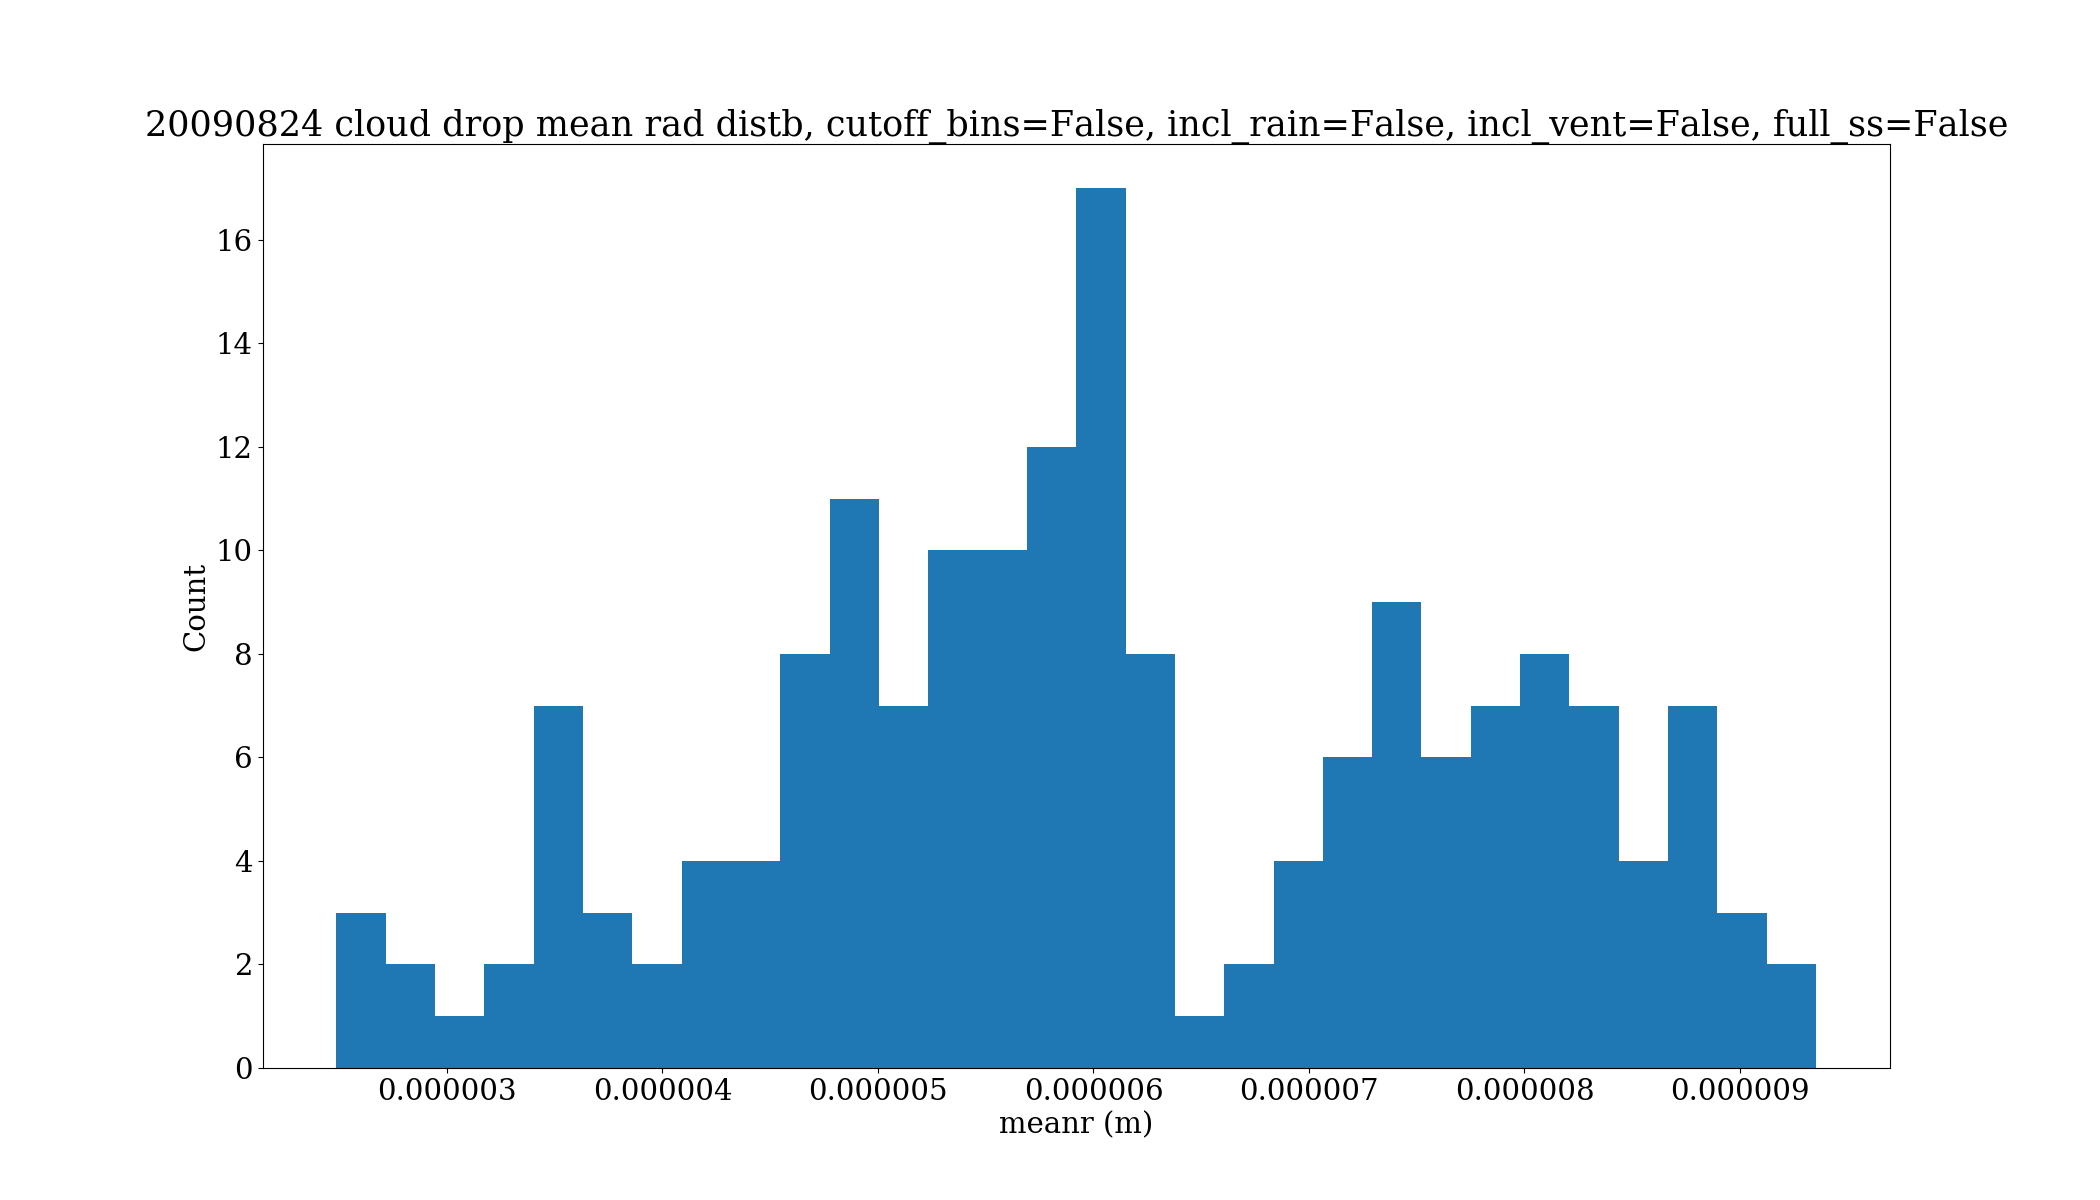 20090824 cloud drop mean rad distb, cutoff_bins=False, incl_rain=False, incl_vent=False, full_ss=False
16
14
12
10
8
6
4
2
0
Count
0.000003 0.000004 0.000005 0.000006 0.000007 0.000008 0.000009
meanr (m)